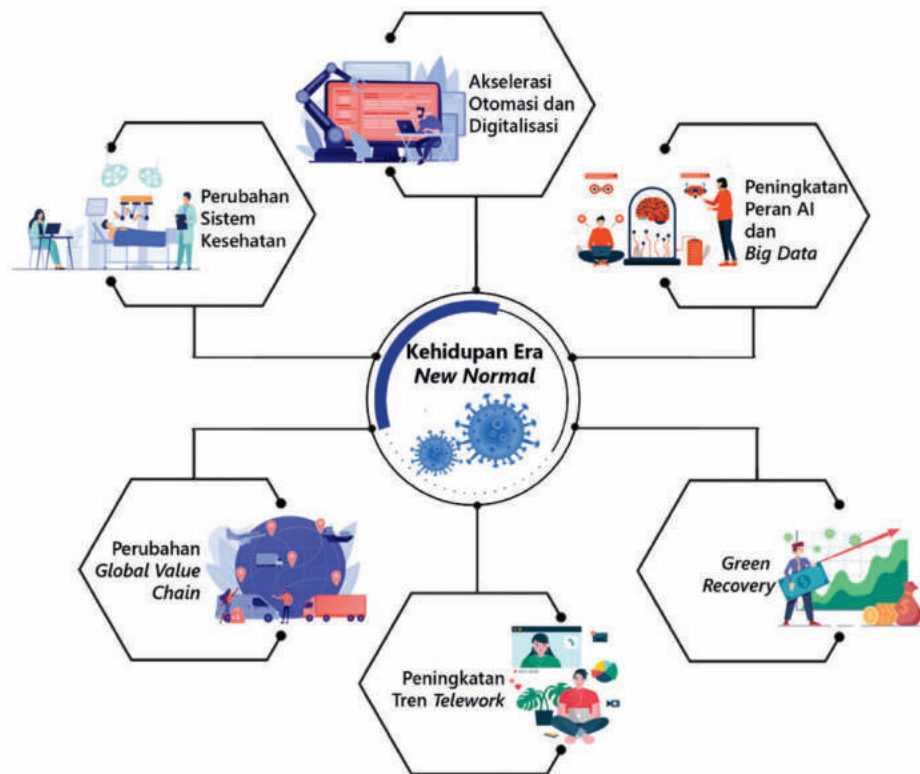 Akselerasi
Otomasi dan
Digitalisasi
Perubahan
Sistem
Kesehatan
Peningkatan
Peran AI
dan
Big Data
Kehidupan Era
New Normal
Perubahan
Global Value
Chain
Green
Recovery
Peningkatan
Tren Telework